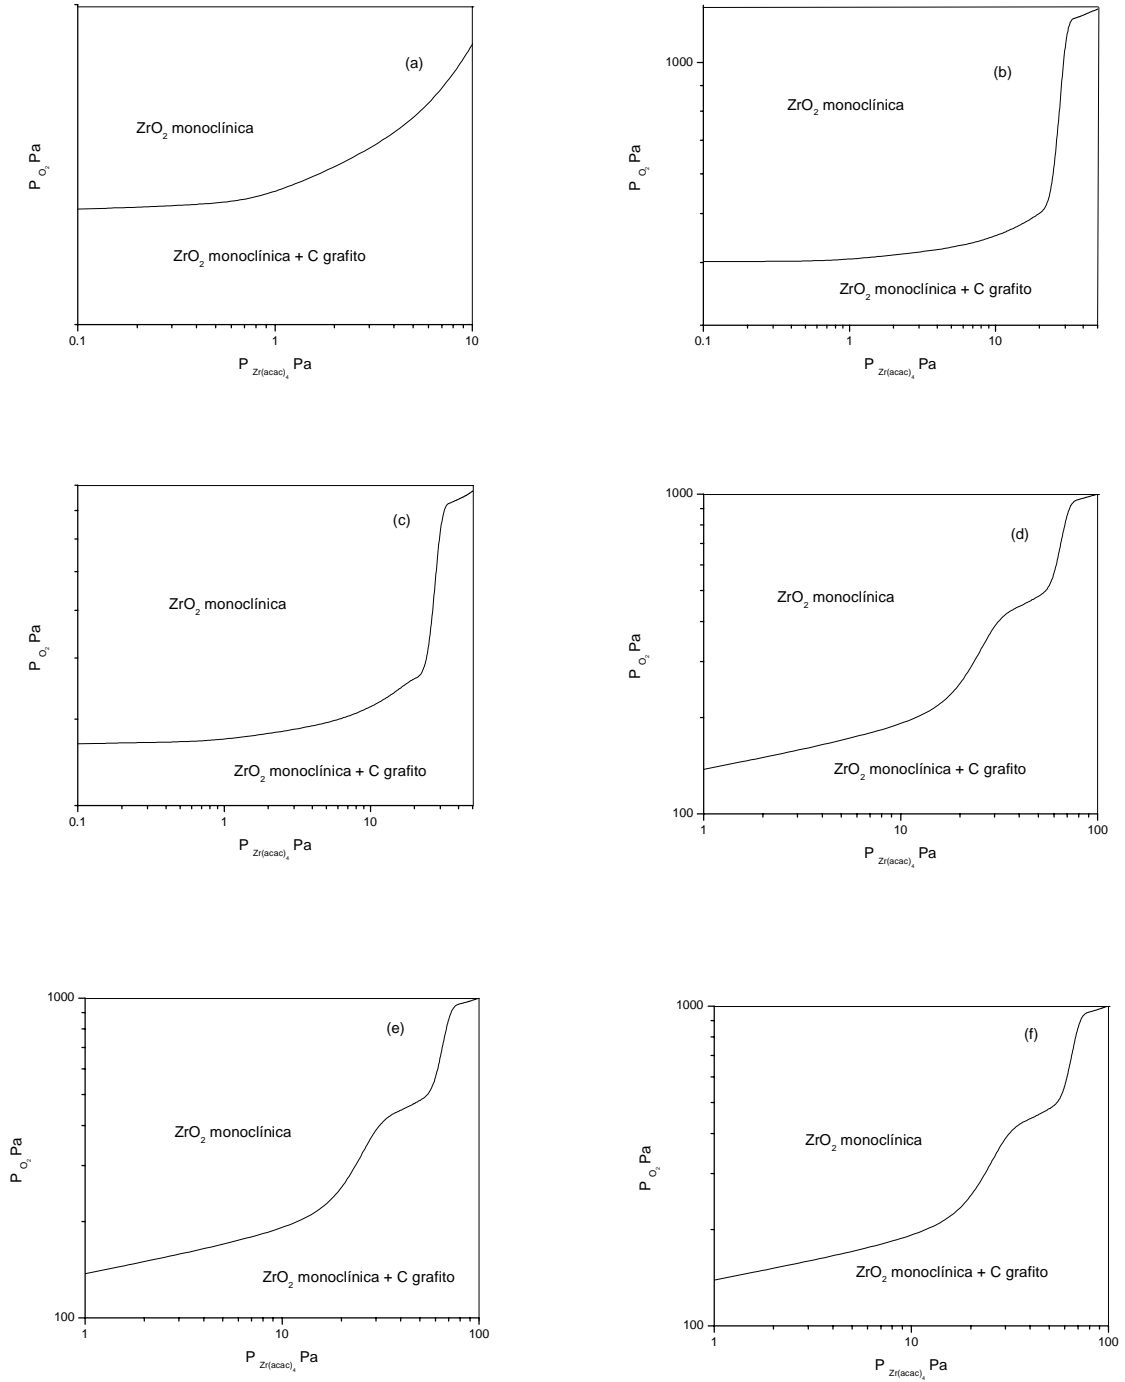 (a)
ZrO2 monoclínica
P O2 Pa
ZrO2 monoclínica + C grafito
0.1 1 10
P Zr(acac)4 Pa
(b)
1000
ZrO2 monoclínica
P O2 Pa
ZrO2 monoclínica + C grafito
0.1 1 10
P Zr(acac)4 Pa
(c)
ZrO2 monoclínica
P O2 Pa
ZrO2 monoclínica + C grafito
0.1 1 10
P Zr(acac)4 Pa
1000
(d)
ZrO2 monoclínica
P O2 Pa
ZrO2 monoclínica + C grafito
100
1 10 100
P Zr(acac)4 Pa
1000
(e)
ZrO2 monoclínica
P O2 Pa
ZrO2 monoclínica + C grafito
100
1 10 100
P Zr(acac)4 Pa
1000
(f)
ZrO2 monoclínica
P O2 Pa
ZrO2 monoclínica + C grafito
100
1 10 100
P Zr(acac)4 Pa